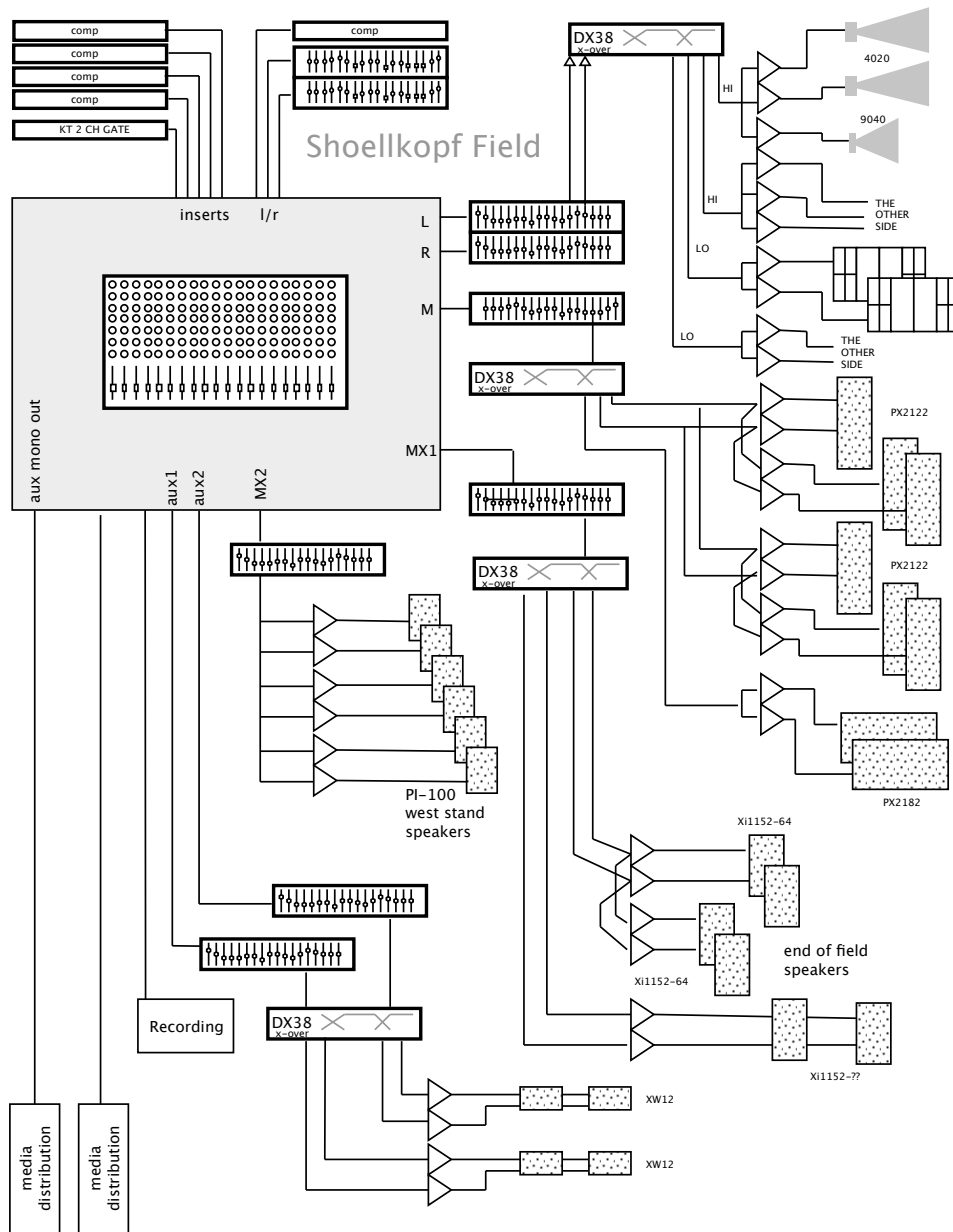 comp
comp
comp
comp
KT 2 CH GATE
comp
Shoellkopf Field
DX38
x-over
4020
9040
HI
HI
THE
OTHER
SIDE
LO
LO
THE
OTHER
SIDE
inserts
l/r
L
R
M
MX1
aux mono out
aux1
aux2
MX2
DX38
x-over
PX2122
DX38
x-over
PX2122
PX2182
PI-100
west stand
speakers
Xi1152-64
Xi1152-64
end of field
speakers
Xi1152-??
Recording
DX38
x-over
XW12
XW12
media
distribution
media
distribution